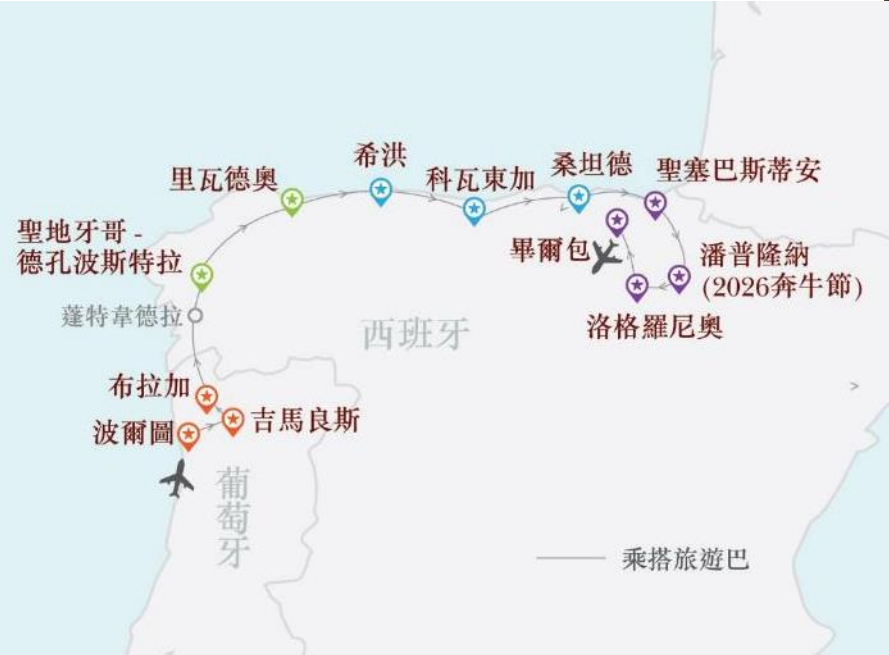 希洪
桑坦德
聖塞巴斯蒂安
里瓦德奧
科瓦東加
聖地牙哥 -
德孔波斯特拉
畢爾包
潘普隆納
(2026奔牛節)
蓬特韋德拉
西班牙
洛格羅尼奧
布拉加
波爾圖
吉馬良斯
葡萄牙
乘搭旅遊巴